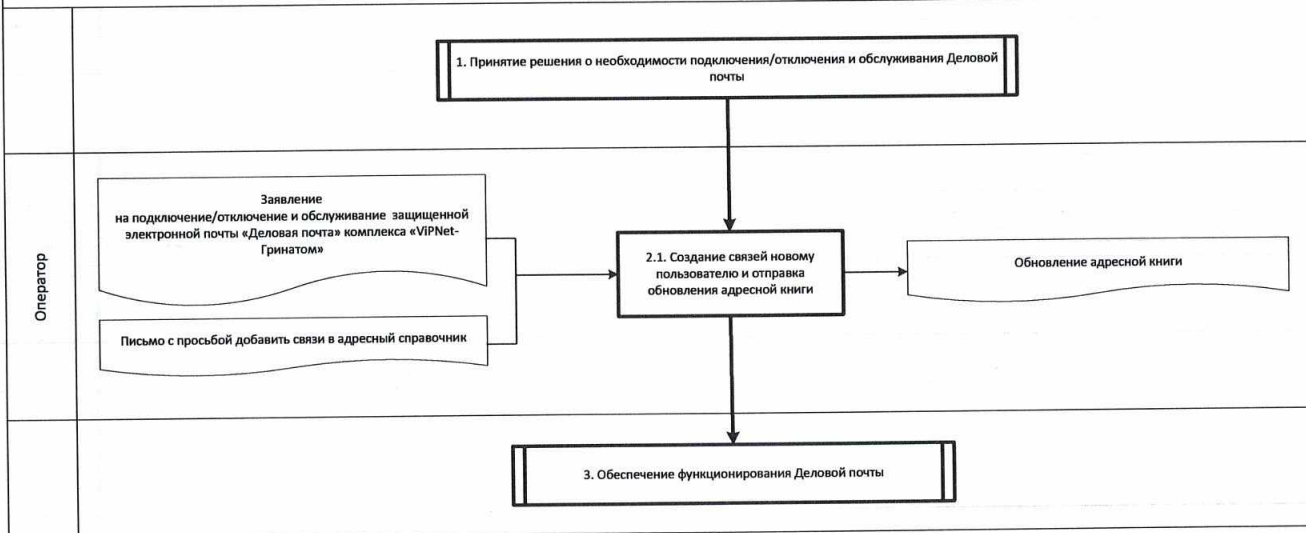 1. Принятие решения о необходимости подключения/отключения и обслуживания Деловой
почты
Оператор
Заявление
на подключение/отключение и обслуживание защищенной
электронной почты «Деловая почта» комплекса «ViPNet-
Гринатом»
Письмо с просьбой добавить связи в адресный справочник
2.1. Создание связей новому
пользователю и отправка
обновления адресной книги
Обновление адресной книги
3. Обеспечение функционирования Деловой почты